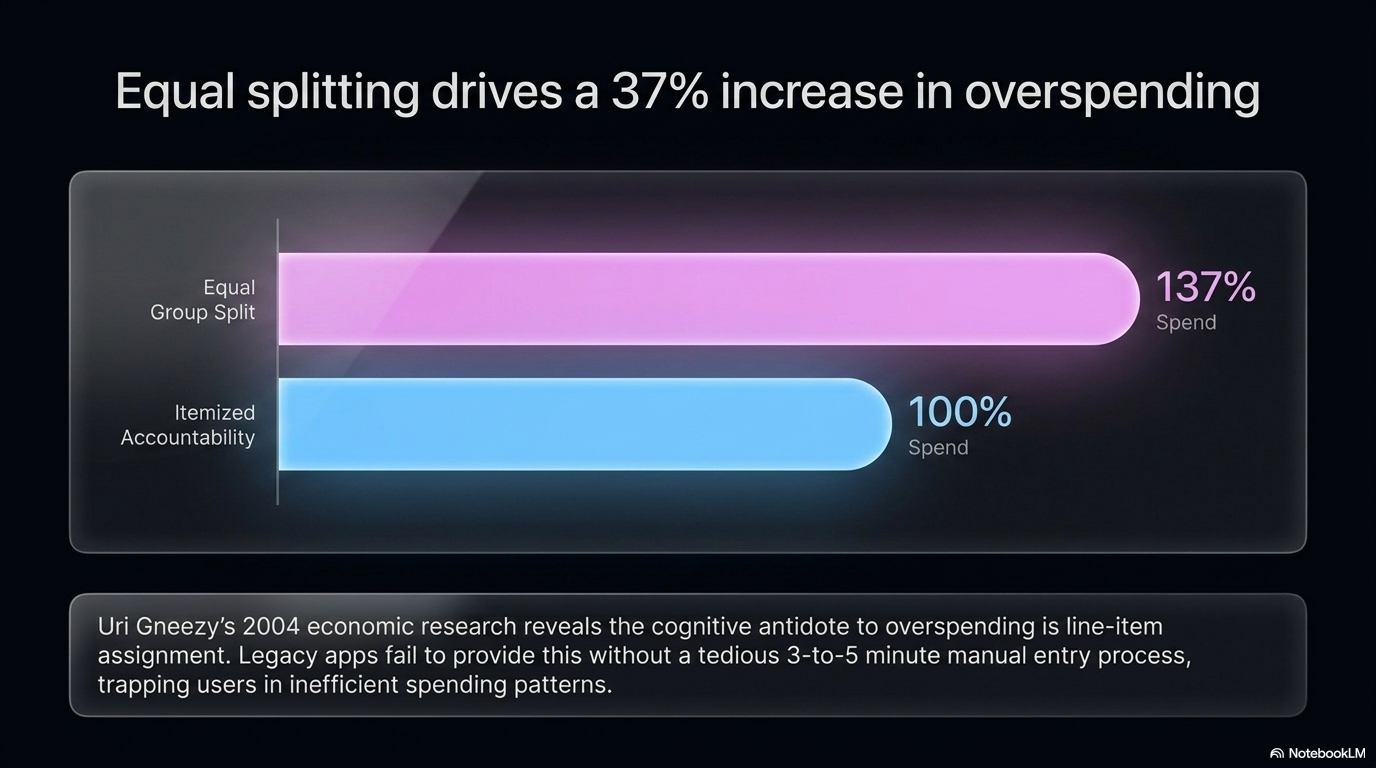 Equal splitting drives a 37% increase in overspending
Equal
Group Split
137%
Spend
Itemized
Accountability
100%
Spend
Uri Gneezy’s 2004 economic research reveals the cognitive antidote to overspending is line-item
assignment. Legacy apps fail to provide this without a tedious 3-to-5 minute manual entry process,
trapping users in inefficient spending patterns.
NotebookLM